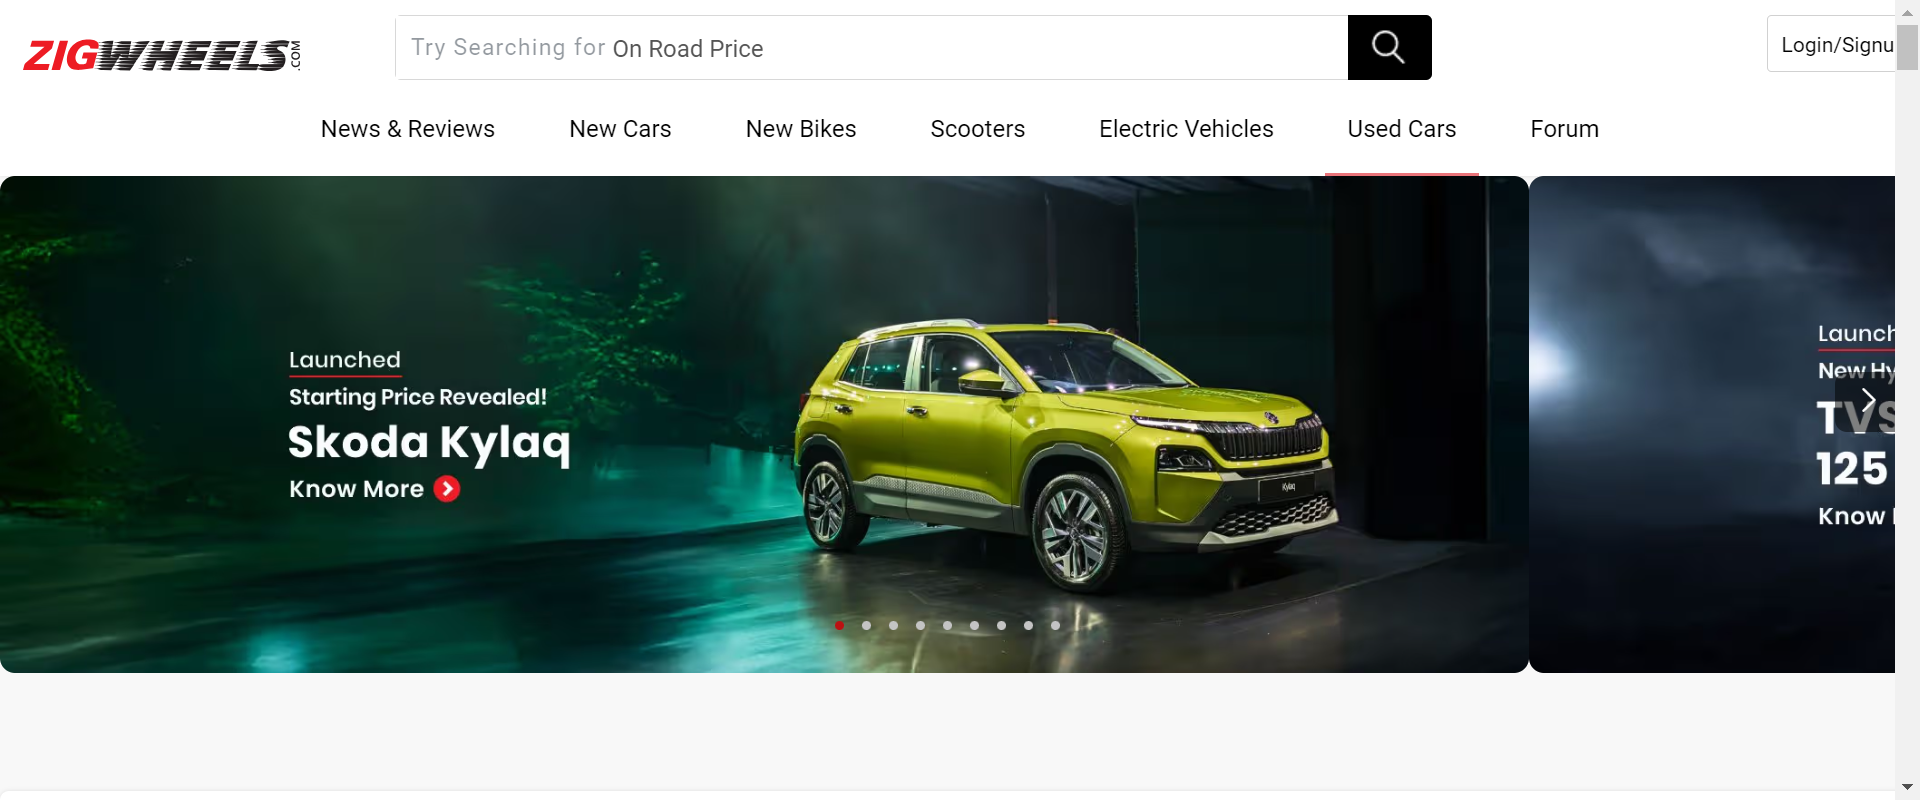 ZIGWHEELS.COM
Try Searching for On Road Price
Login/Signu
News & Reviews
New Cars
New Bikes
Scooters
Electric Vehicles
Used Cars
Forum
Launched
Starting Price Revealed!
Skoda Kylaq
Know More
Kylaq
Launch
New Hy
TVS
125
Know